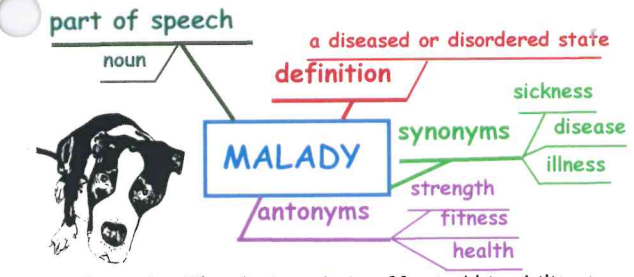 part of speech
noun
a diseased or disordered state
definition
MALADY
synonyms
sickness
disease
illness
antonyms
strength
fitness
health